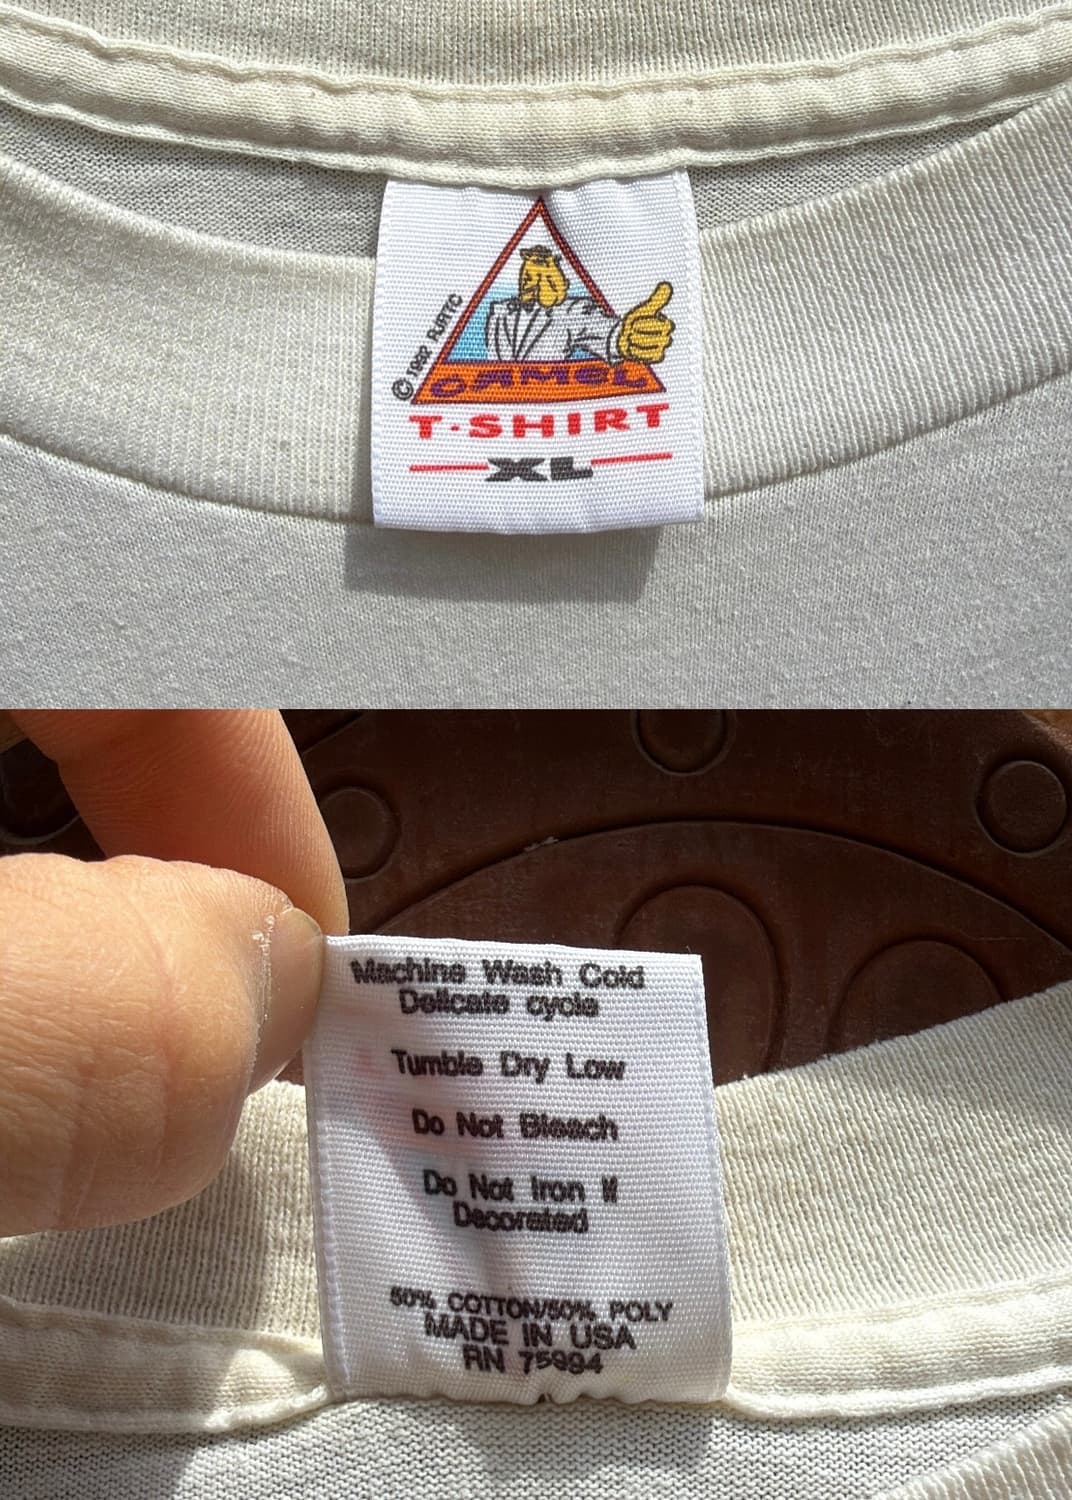 © 1992 RJRTC
CAMEL
T-SHIRT
XL
Machine Wash Cold
Delicate cycle
Tumble Dry Low
Do Not Bleach
Do Not Iron If
Decorated
50% COTTON/50% POLY
MADE IN USA
RN 75994